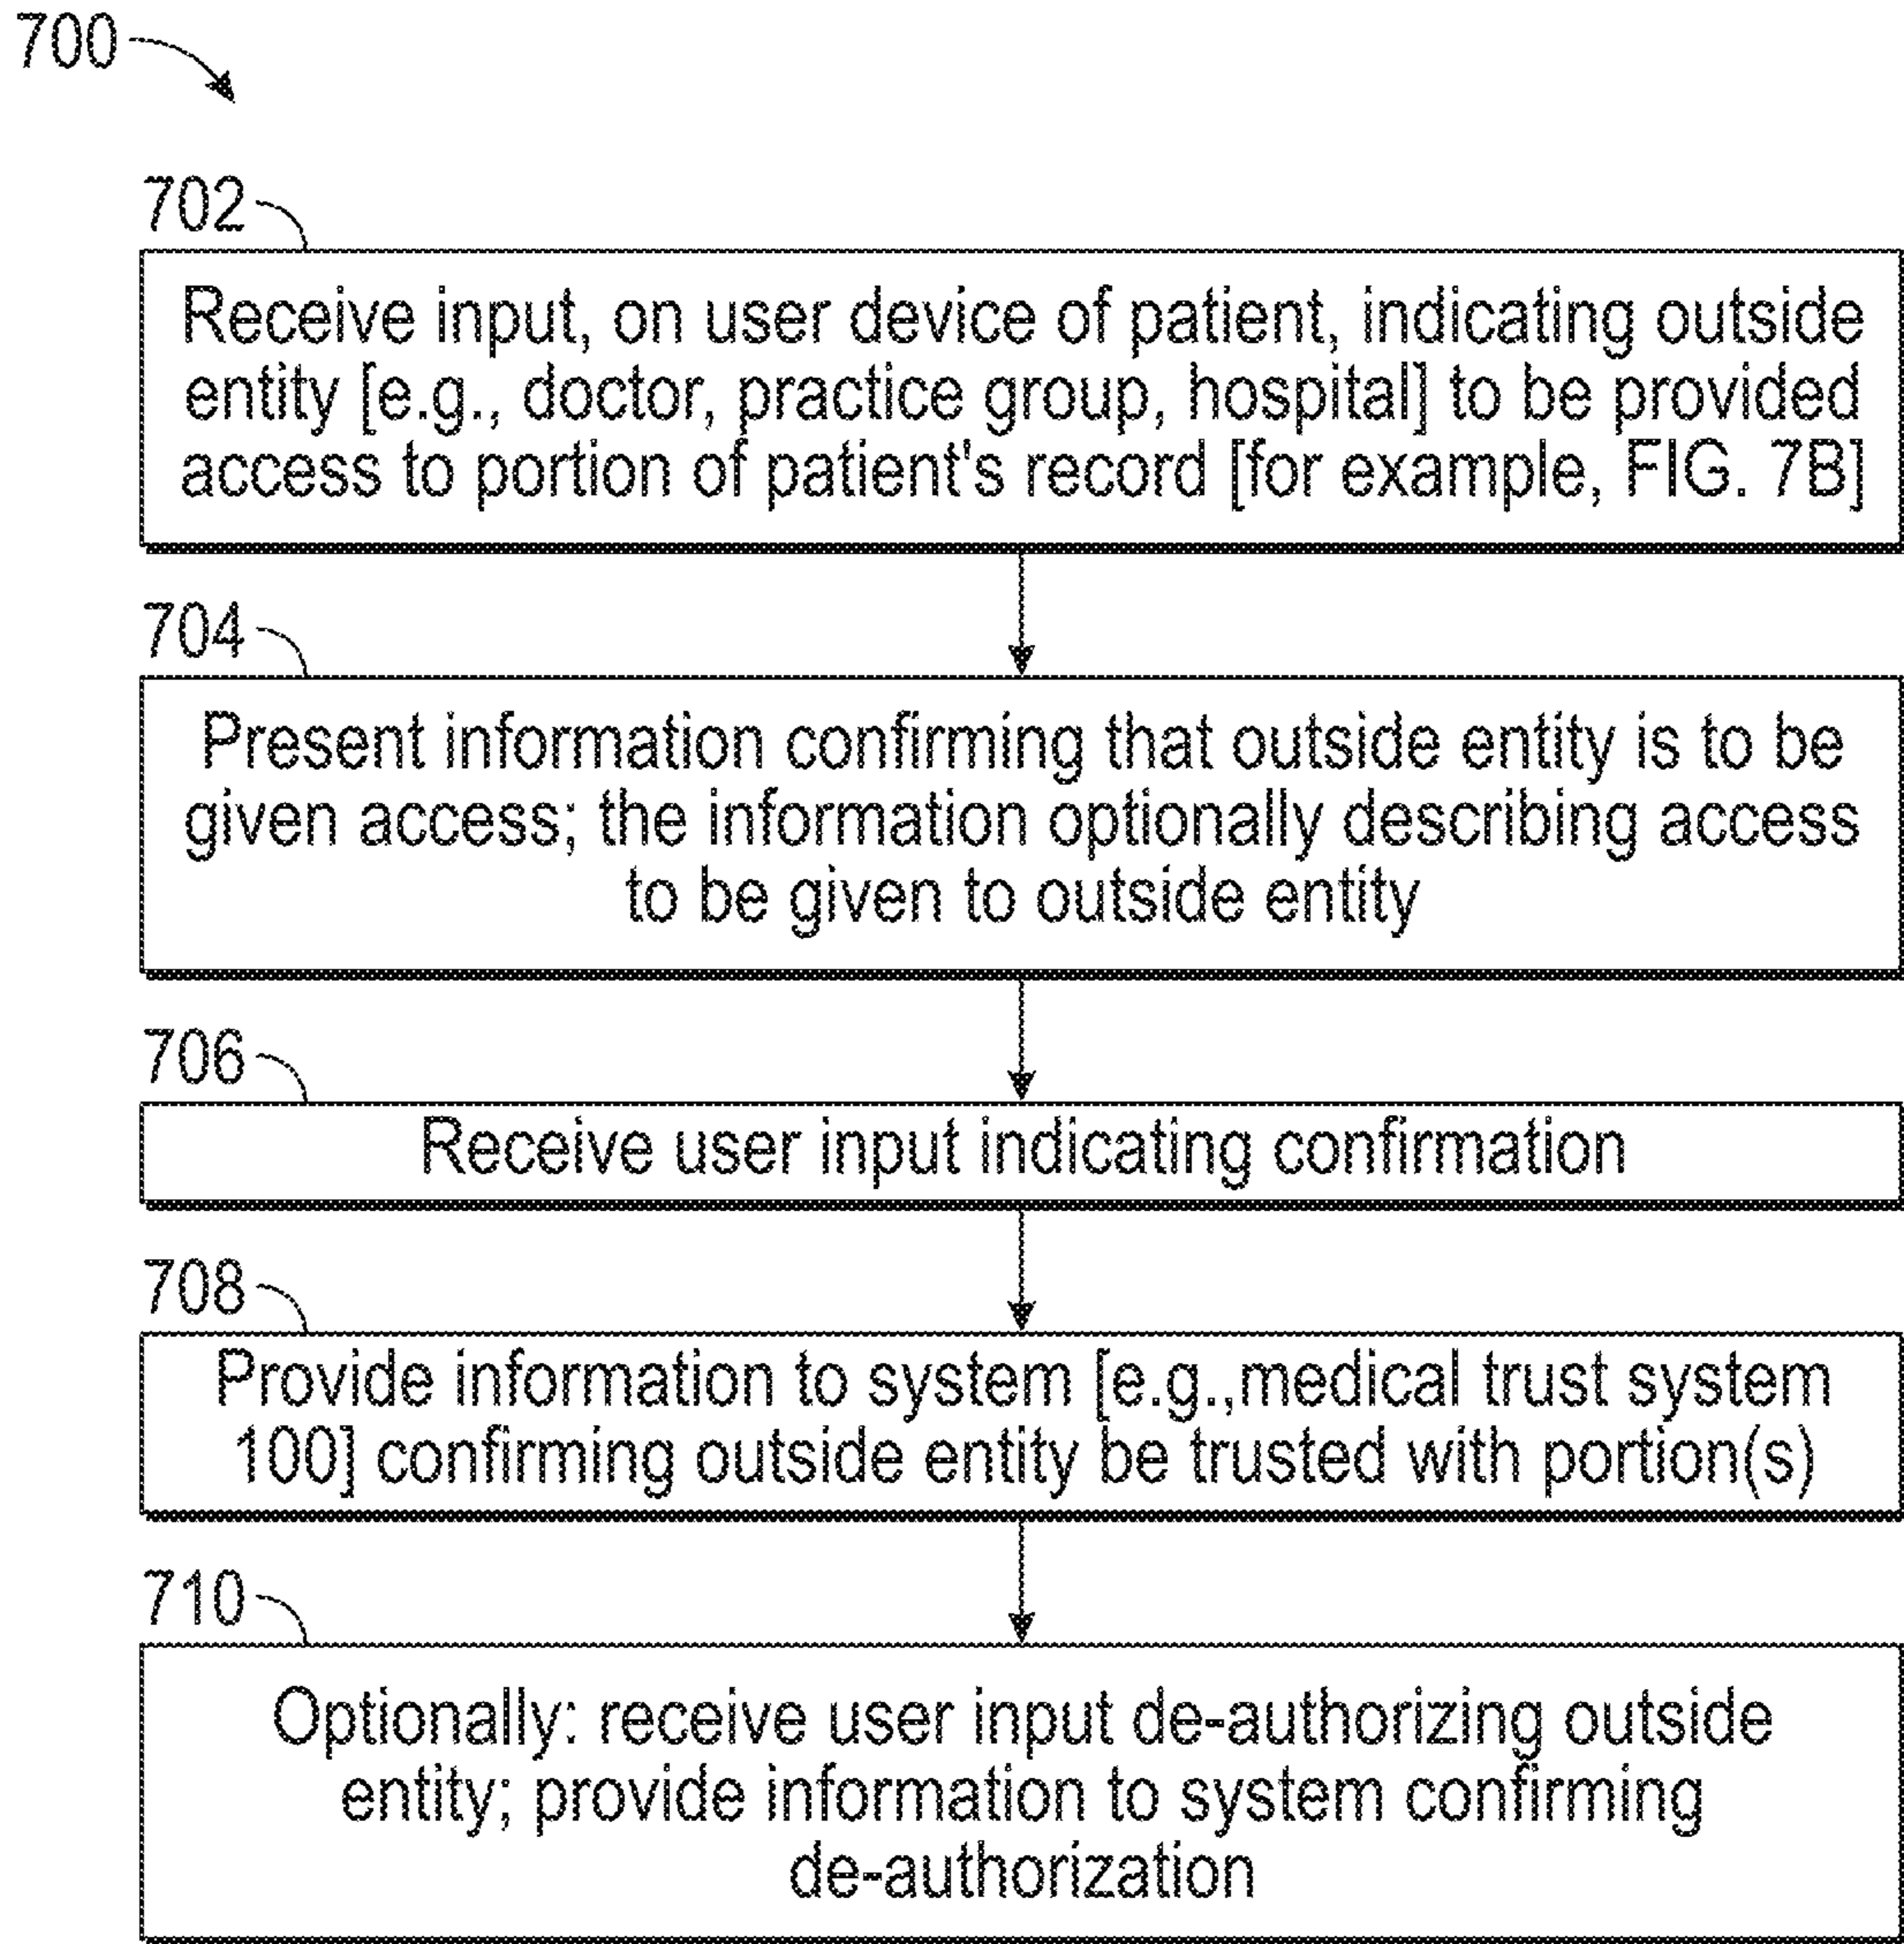 700
702
Receive input, on user device of patient, indicating outside
entity [e.g., doctor, practice group, hospital] to be provided
access to portion of patient's record [for example, FIG. 7B]
704
Present information confirming that outside entity is to be
given access; the information optionally describing access
to be given to outside entity
706
Receive user input indicating confirmation
708
Provide information to system [e.g.,medical trust system
100] confirming outside entity be trusted with portion(s)
710
Optionally: receive user input de-authorizing outside
entity; provide information to system confirming
de-authorization